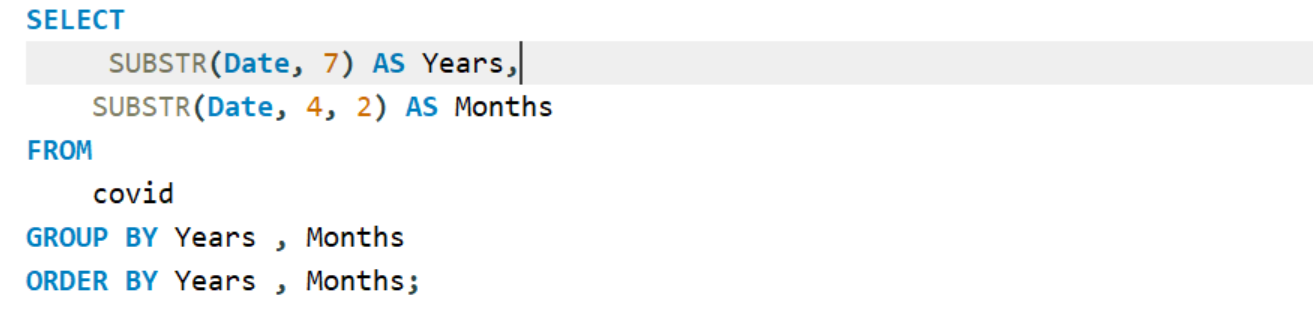 SELECT
SUBSTR(Date, 7) AS Years,
SUBSTR(Date, 4, 2) AS Months
FROM
covid
GROUP BY Years , Months
ORDER BY Years , Months;